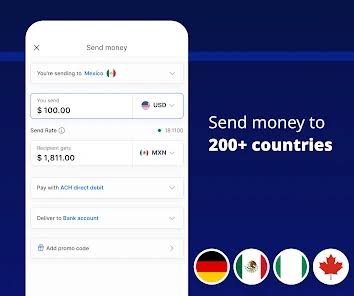 Send money
You're sending to Mexico
You send
$ 100.00
USD
Send Rate
18.1100
Recipient gets
$ 1,811.00
MXN
Pay with ACH direct debit
Deliver to Bank account
Add promo code
Send money to
200+ countries